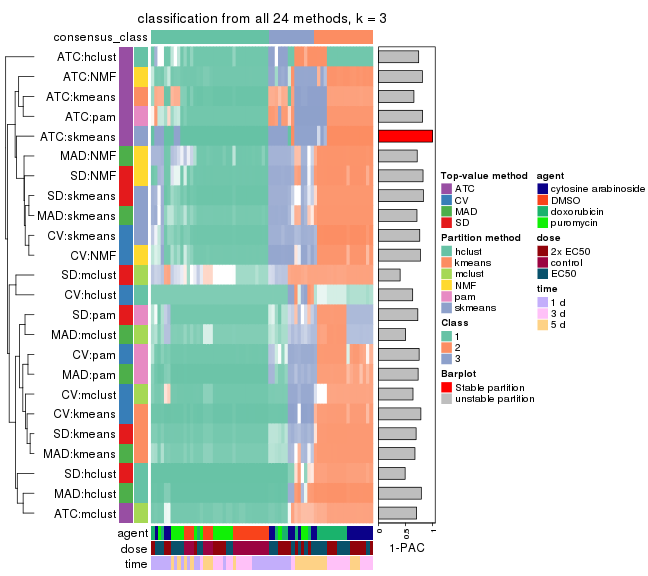 classification from all 24 methods, k = 3
consensus_class
ATC:hclust
ATC:NMF
ATC:kmeans
ATC:pam
ATC:skmeans
MAD:NMF
SD:NMF
SD:skmeans
MAD:skmeans
CV:skmeans
CV:NMF
SD:mclust
CV:hclust
SD:pam
MAD:mclust
CV:pam
MAD:pam
CV:mclust
CV:kmeans
SD:kmeans
MAD:kmeans
SD:hclust
MAD:hclust
ATC:mclust
agent
dose
time
0
0.5
1
1-PAC
Top-value method
ATC
CV
MAD
SD
Partition method
hclust
kmeans
mclust
NMF
pam
skmeans
Class
1
2
3
Barplot
Stable partition
unstable partition
agent
cytosine arabinoside
DMSO
doxorubicin
puromycin
dose
2x EC50
control
EC50
time
1 d
3 d
5 d